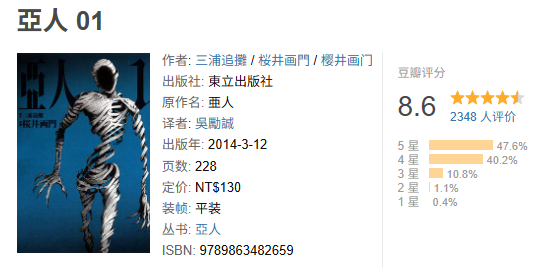 亞人 01
亞人 1
三浦追儺
桜井画門
作者: 三浦追儺 / 桜井画門 / 樱井画门
出版社: 東立出版社
原作名: 亜人
译者: 吳勵誠
出版年: 2014-3-12
页数: 228
定价: NT$130
装帧: 平装
丛书: 亞人
ISBN: 9789863482659
豆瓣评分
8.6
2348 人评价
5 星 47.6%
4 星 40.2%
3 星 10.8%
2 星 1.1%
1 星 0.4%